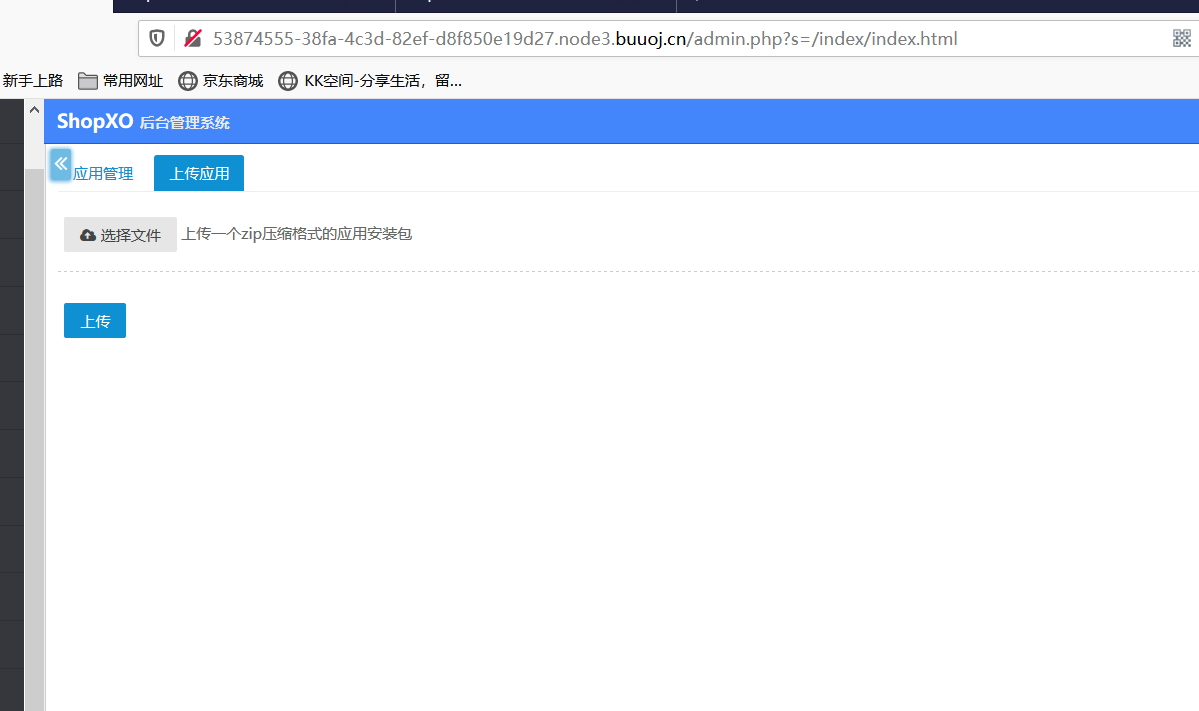 53874555-38fa-4c3d-82ef-d8f850e19d27.node3.buuoj.cn/admin.php?s=/index/index.html
新手上路 常用网址 京东商城 KK空间-分享生活，留...
ShopXO 后台管理系统
应用管理 上传应用
选择文件 上传一个zip压缩格式的应用安装包
上传